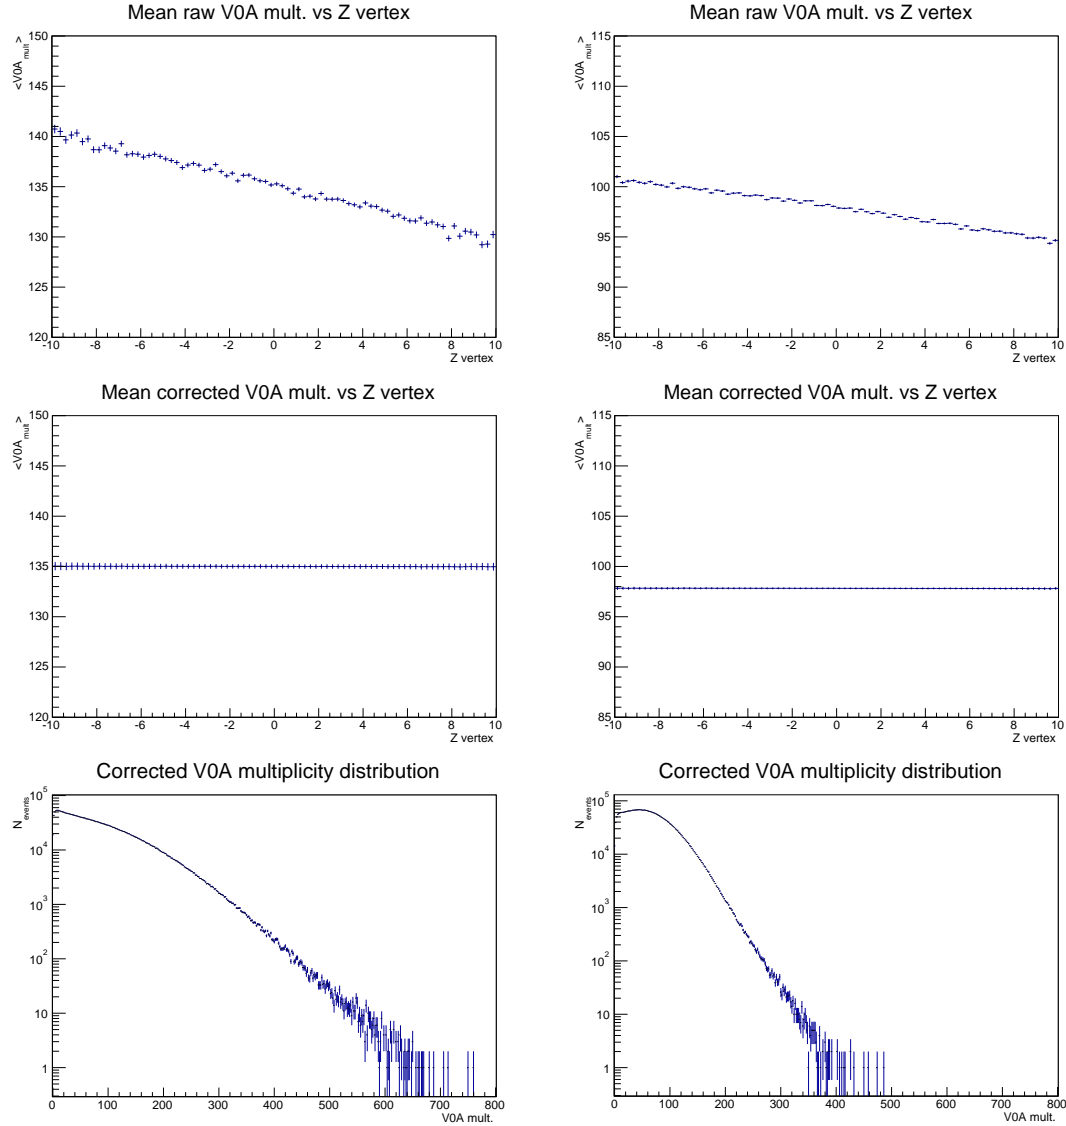 Mean raw V0A mult. vs Z vertex
<V0A mult >
150
145
140
135
130
125
120
-10 -8 -6 -4 -2 0 2 4 6 8 10
Z vertex
Mean raw V0A mult. vs Z vertex
<V0A mult >
115
110
105
100
95
90
85
-10 -8 -6 -4 -2 0 2 4 6 8 10
Z vertex
Mean corrected V0A mult. vs Z vertex
<V0A mult >
150
145
140
135
130
125
120
-10 -8 -6 -4 -2 0 2 4 6 8 10
Z vertex
Mean corrected V0A mult. vs Z vertex
<V0A mult >
115
110
105
100
95
90
85
-10 -8 -6 -4 -2 0 2 4 6 8 10
Z vertex
Corrected V0A multiplicity distribution
N events
10^5
10^4
10^3
10^2
10
1
0 100 200 300 400 500 600 700 800
V0A mult.
Corrected V0A multiplicity distribution
N events
10^5
10^4
10^3
10^2
10
1
0 100 200 300 400 500 600 700 800
V0A mult.